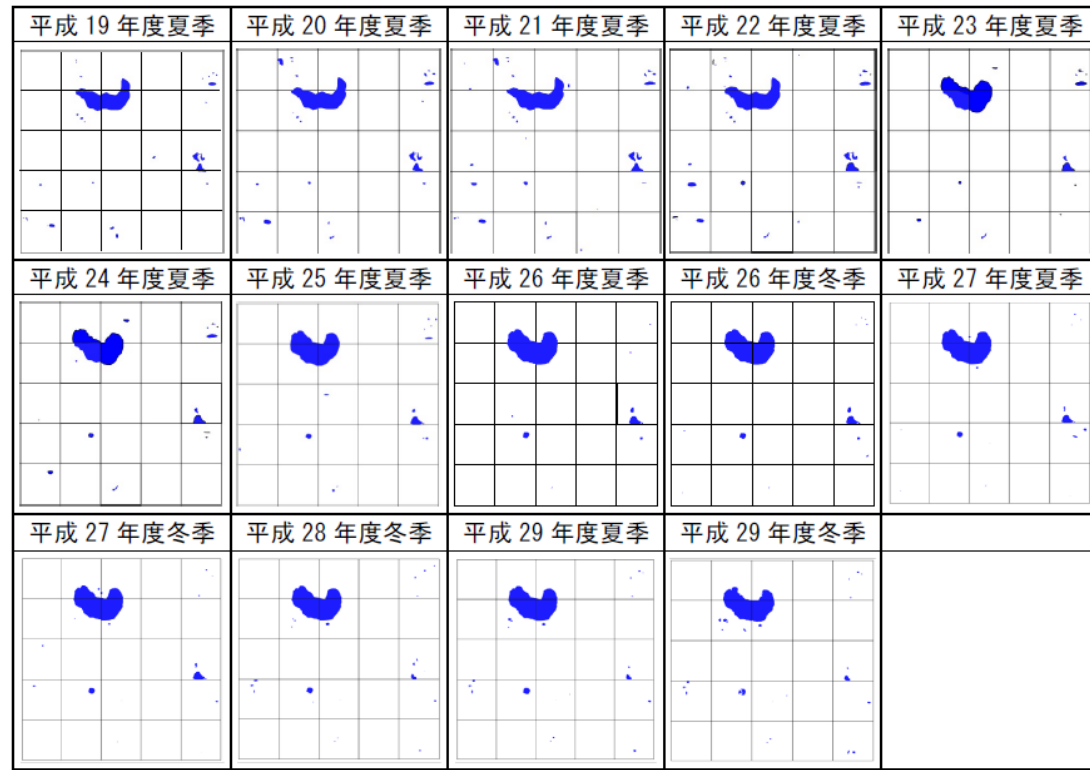 平成 19 年度夏季 平成 20 年度夏季 平成 21 年度夏季 平成 22 年度夏季 平成 23 年度夏季
平成 24 年度夏季 平成 25 年度夏季 平成 26 年度夏季 平成 26 年度冬季 平成 27 年度夏季
平成 27 年度冬季 平成 28 年度冬季 平成 29 年度夏季 平成 29 年度冬季